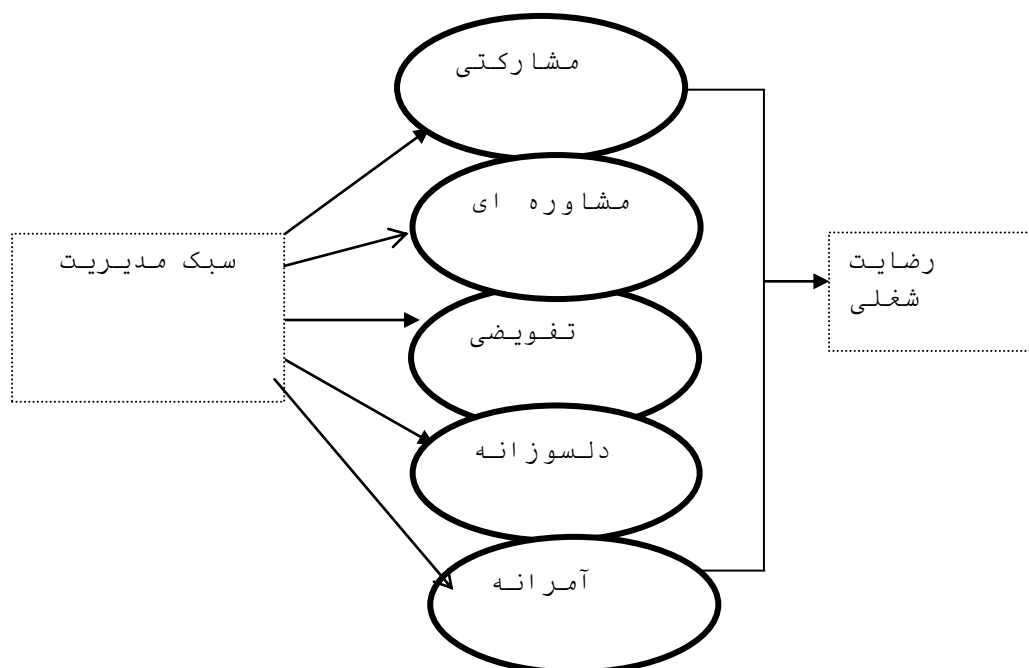 مشارکتی
مشاوره ای
سبک مدیریت
رضایت
شغلی
تفویضی
دلسوزانه
آمرانه